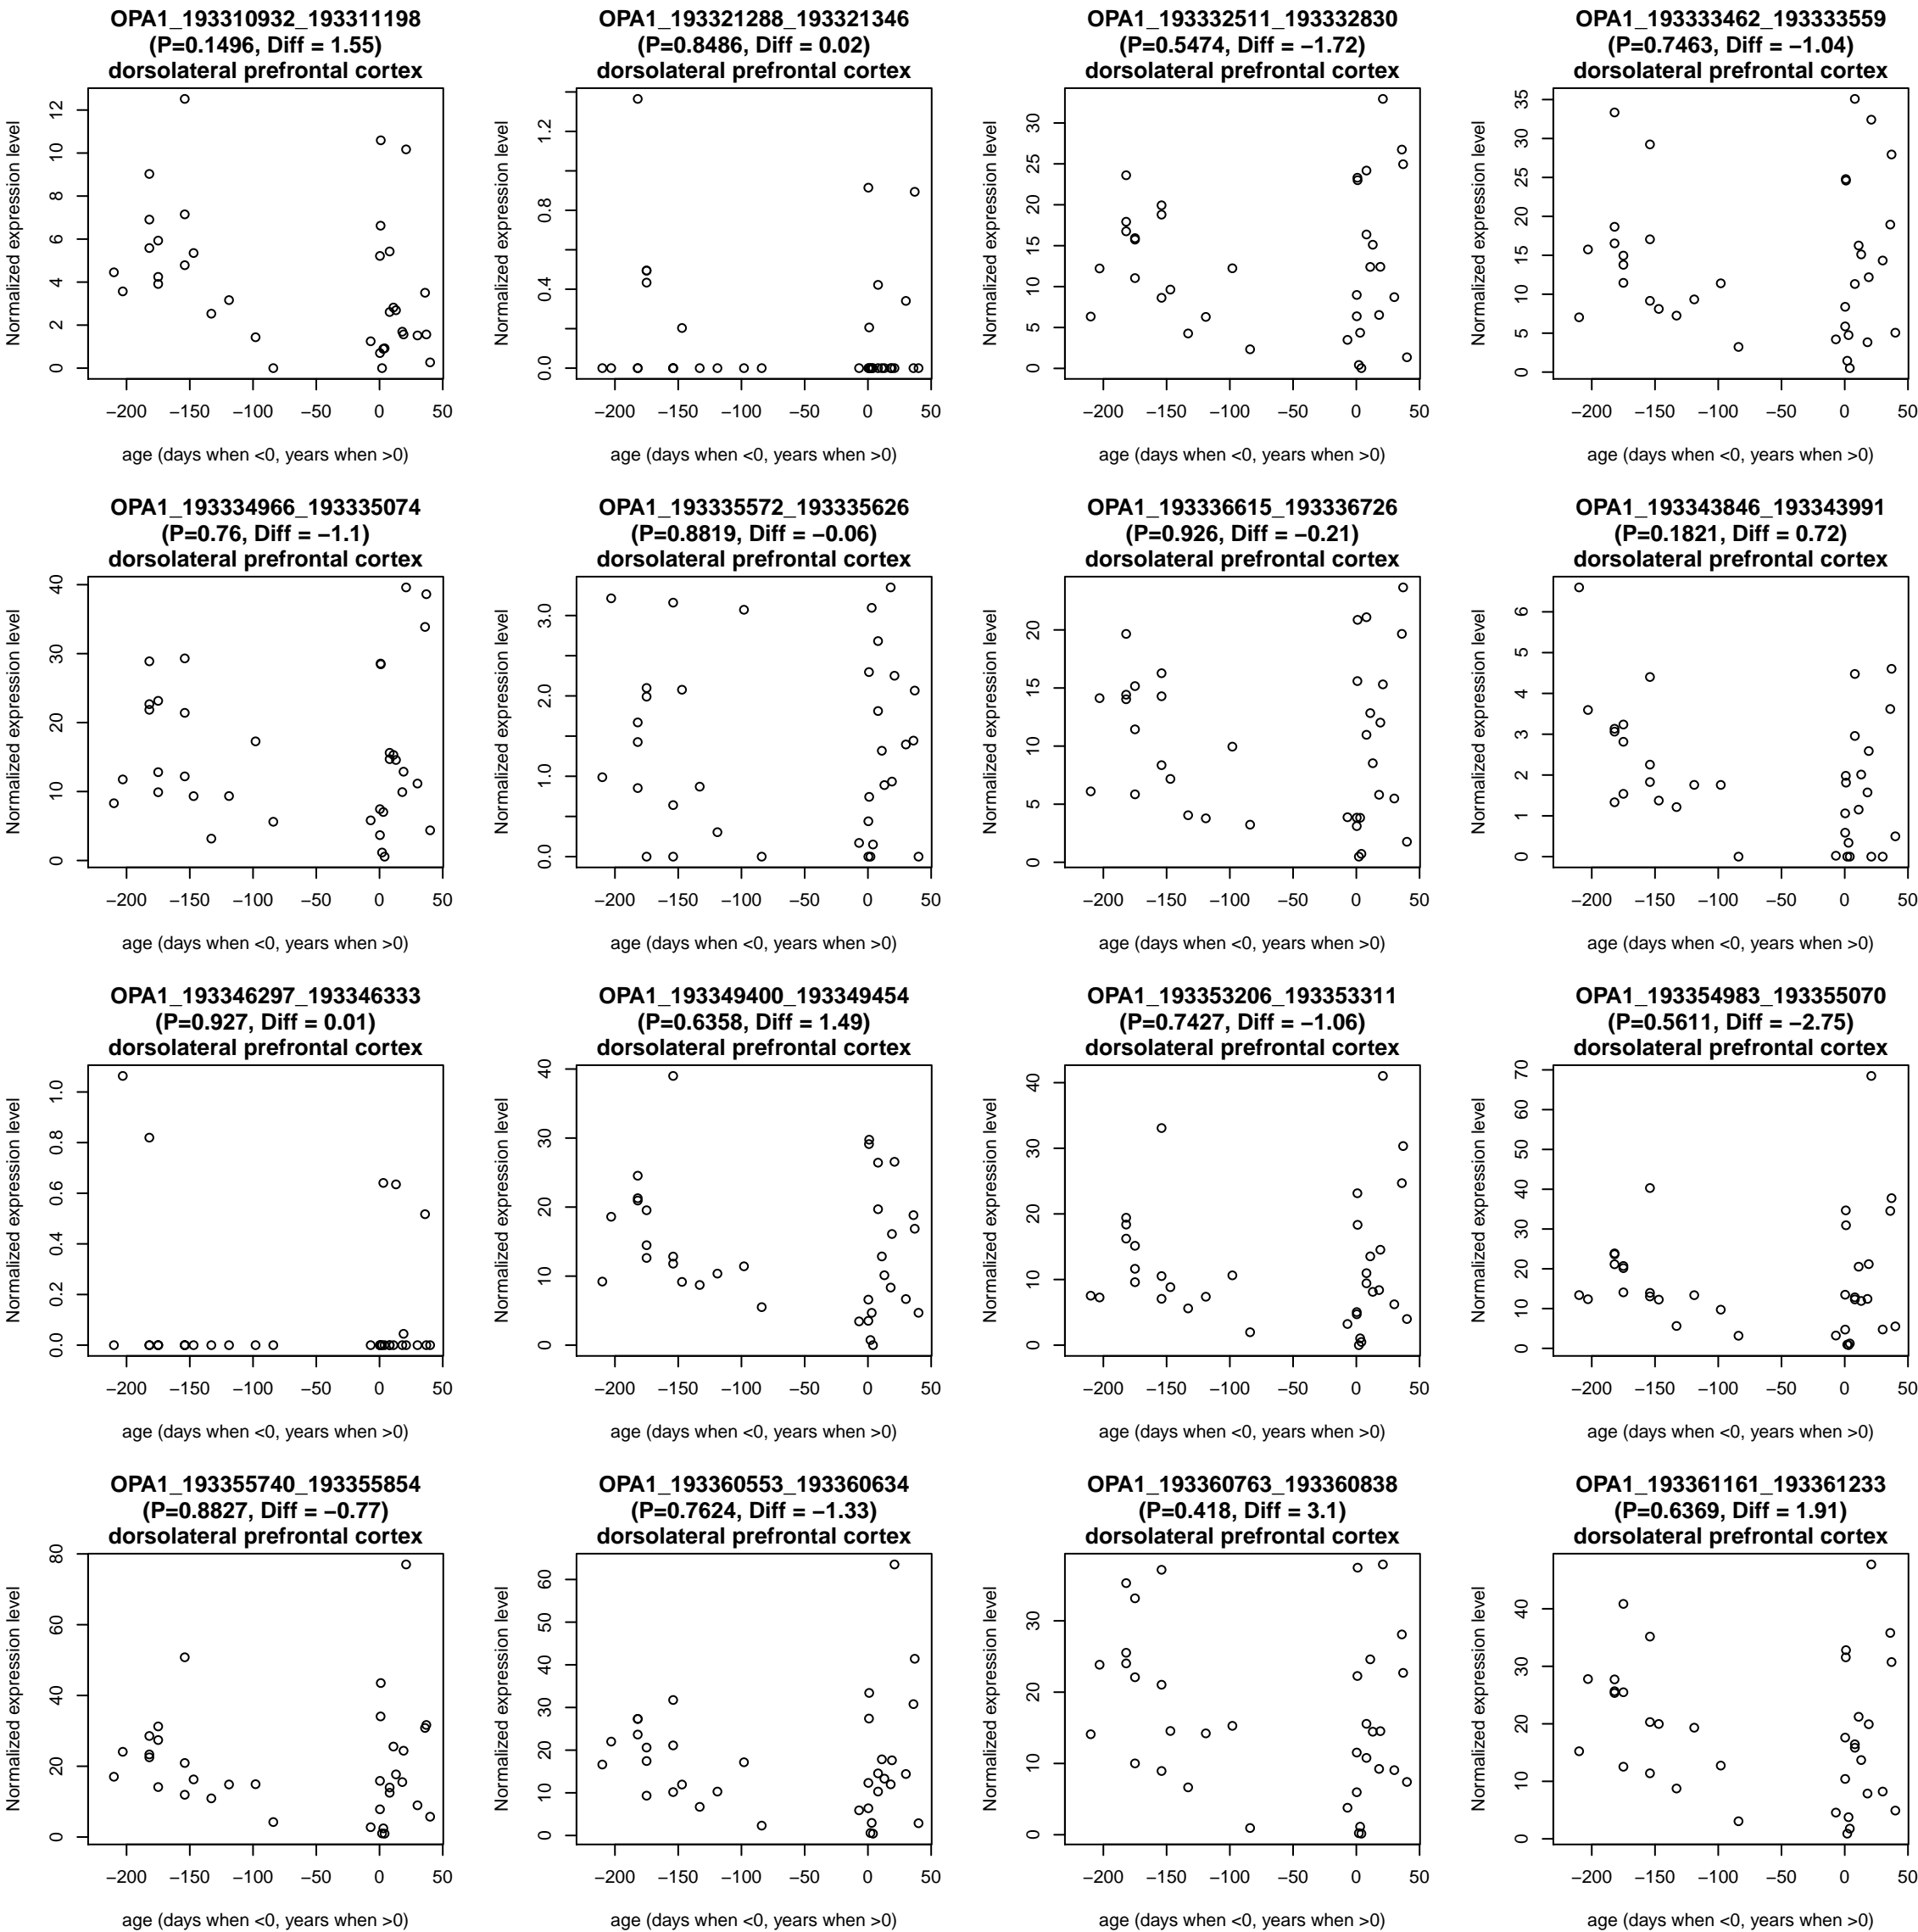 OPA1_193310932_193311198
(P=0.1496, Diff = 1.55)
dorsolateral prefrontal cortex
Normalized expression level
0 2 4 6 8 10 12
−200 −150 −100 −50 0 50
age (days when <0, years when >0)
OPA1_193321288_193321346
(P=0.8486, Diff = 0.02)
dorsolateral prefrontal cortex
Normalized expression level
0.0 0.4 0.8 1.2
−200 −150 −100 −50 0 50
age (days when <0, years when >0)
OPA1_193332511_193332830
(P=0.5474, Diff = −1.72)
dorsolateral prefrontal cortex
Normalized expression level
0 5 10 15 20 25 30
−200 −150 −100 −50 0 50
age (days when <0, years when >0)
OPA1_193333462_193333559
(P=0.7463, Diff = −1.04)
dorsolateral prefrontal cortex
Normalized expression level
0 5 10 15 20 25 30 35
−200 −150 −100 −50 0 50
age (days when <0, years when >0)
OPA1_193334966_193335074
(P=0.76, Diff = −1.1)
dorsolateral prefrontal cortex
Normalized expression level
0 10 20 30 40
−200 −150 −100 −50 0 50
age (days when <0, years when >0)
OPA1_193335572_193335626
(P=0.8819, Diff = −0.06)
dorsolateral prefrontal cortex
Normalized expression level
0.0 1.0 2.0 3.0
−200 −150 −100 −50 0 50
age (days when <0, years when >0)
OPA1_193336615_193336726
(P=0.926, Diff = −0.21)
dorsolateral prefrontal cortex
Normalized expression level
0 5 10 15 20
−200 −150 −100 −50 0 50
age (days when <0, years when >0)
OPA1_193343846_193343991
(P=0.1821, Diff = 0.72)
dorsolateral prefrontal cortex
Normalized expression level
0 1 2 3 4 5 6
−200 −150 −100 −50 0 50
age (days when <0, years when >0)
OPA1_193346297_193346333
(P=0.927, Diff = 0.01)
dorsolateral prefrontal cortex
Normalized expression level
0.0 0.2 0.4 0.6 0.8 1.0
−200 −150 −100 −50 0 50
age (days when <0, years when >0)
OPA1_193349400_193349454
(P=0.6358, Diff = 1.49)
dorsolateral prefrontal cortex
Normalized expression level
0 10 20 30 40
−200 −150 −100 −50 0 50
age (days when <0, years when >0)
OPA1_193353206_193353311
(P=0.7427, Diff = −1.06)
dorsolateral prefrontal cortex
Normalized expression level
0 10 20 30 40
−200 −150 −100 −50 0 50
age (days when <0, years when >0)
OPA1_193354983_193355070
(P=0.5611, Diff = −2.75)
dorsolateral prefrontal cortex
Normalized expression level
0 10 20 30 40 50 60 70
−200 −150 −100 −50 0 50
age (days when <0, years when >0)
OPA1_193355740_193355854
(P=0.8827, Diff = −0.77)
dorsolateral prefrontal cortex
Normalized expression level
0 20 40 60 80
−200 −150 −100 −50 0 50
age (days when <0, years when >0)
OPA1_193360553_193360634
(P=0.7624, Diff = −1.33)
dorsolateral prefrontal cortex
Normalized expression level
0 10 20 30 40 50 60
−200 −150 −100 −50 0 50
age (days when <0, years when >0)
OPA1_193360763_193360838
(P=0.418, Diff = 3.1)
dorsolateral prefrontal cortex
Normalized expression level
0 10 20 30
−200 −150 −100 −50 0 50
age (days when <0, years when >0)
OPA1_193361161_193361233
(P=0.6369, Diff = 1.91)
dorsolateral prefrontal cortex
Normalized expression level
0 10 20 30 40
−200 −150 −100 −50 0 50
age (days when <0, years when >0)